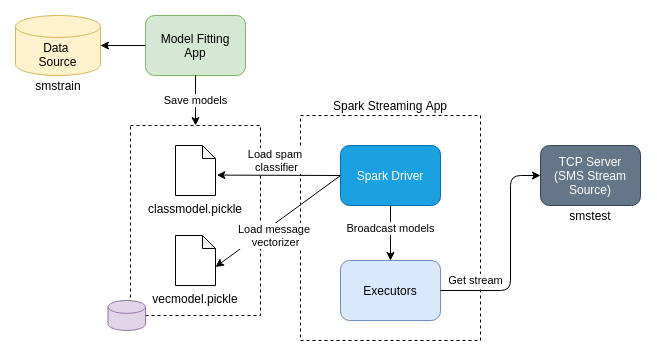 Data
Source
smstrain
Model Fitting
App
Save models
Spark Streaming App
classmodel.pickle
Load spam
classifier
Spark Driver
TCP Server
(SMS Stream
Source)
smstest
Load message
vectorizer
Broadcast models
vecmodel.pickle
Executors
Get stream